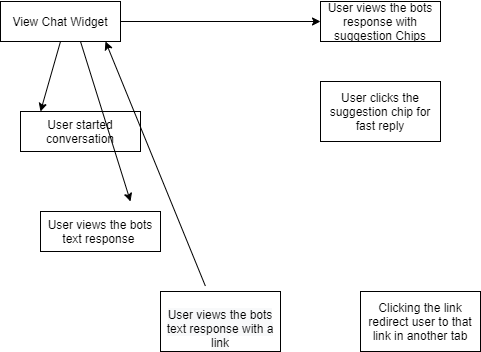 View Chat Widget
User views the bots
response with
suggestion Chips
User clicks the
suggestion chip for
fast reply
User started
conversation
User views the bots
text response
User views the bots
text response with a
link
Clicking the link
redirect user to that
link in another tab